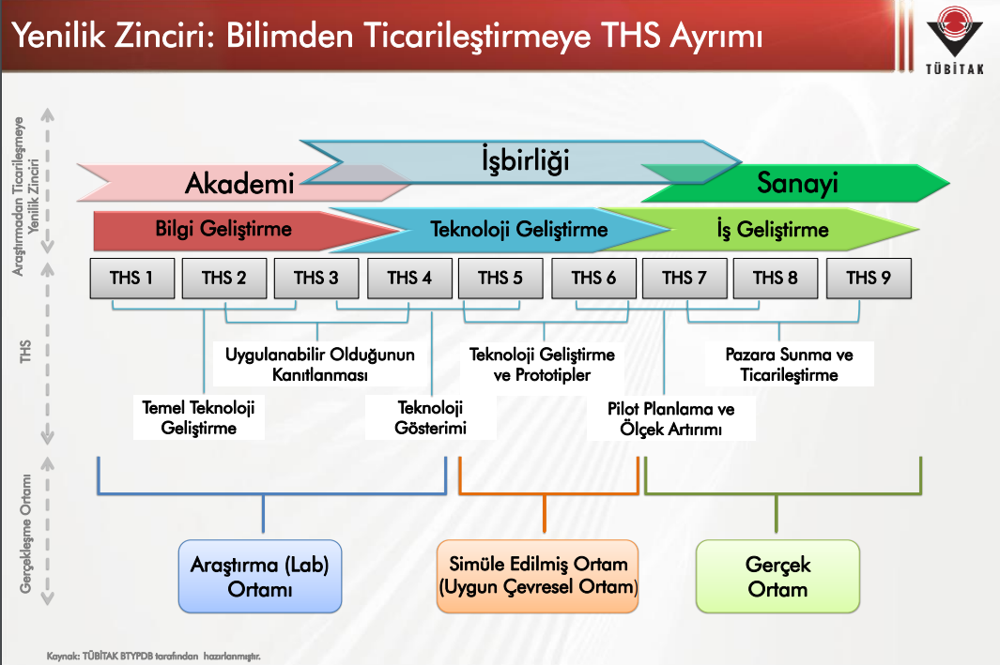 Yenilik Zinciri: Bilimden Ticarileştirmeye THS Ayrımı
TÜBİTAK
Araştırmadan Ticarileşmeye
Yenilik Zinciri
İşbirliği
Akademi
Sanayi
Bilgi Geliştirme
Teknoloji Geliştirme
İş Geliştirme
THS
THS 1
THS 2
THS 3
THS 4
THS 5
THS 6
THS 7
THS 8
THS 9
Uygulanabilir Olduğunun
Kanıtlanması
Teknoloji Geliştirme
ve Prototipler
Pazara Sunma ve
Ticarileştirme
Temel Teknoloji
Geliştirme
Teknoloji
Gösterimi
Pilot Planlama ve
Ölçek Artırımı
Gerçekleşme Ortamı
Araştırma (Lab)
Ortamı
Simüle Edilmiş Ortam
(Uygun Çevresel Ortam)
Gerçek
Ortam
Kaynak: TÜBİTAK BTYPDB tarafından hazırlanmıştır.